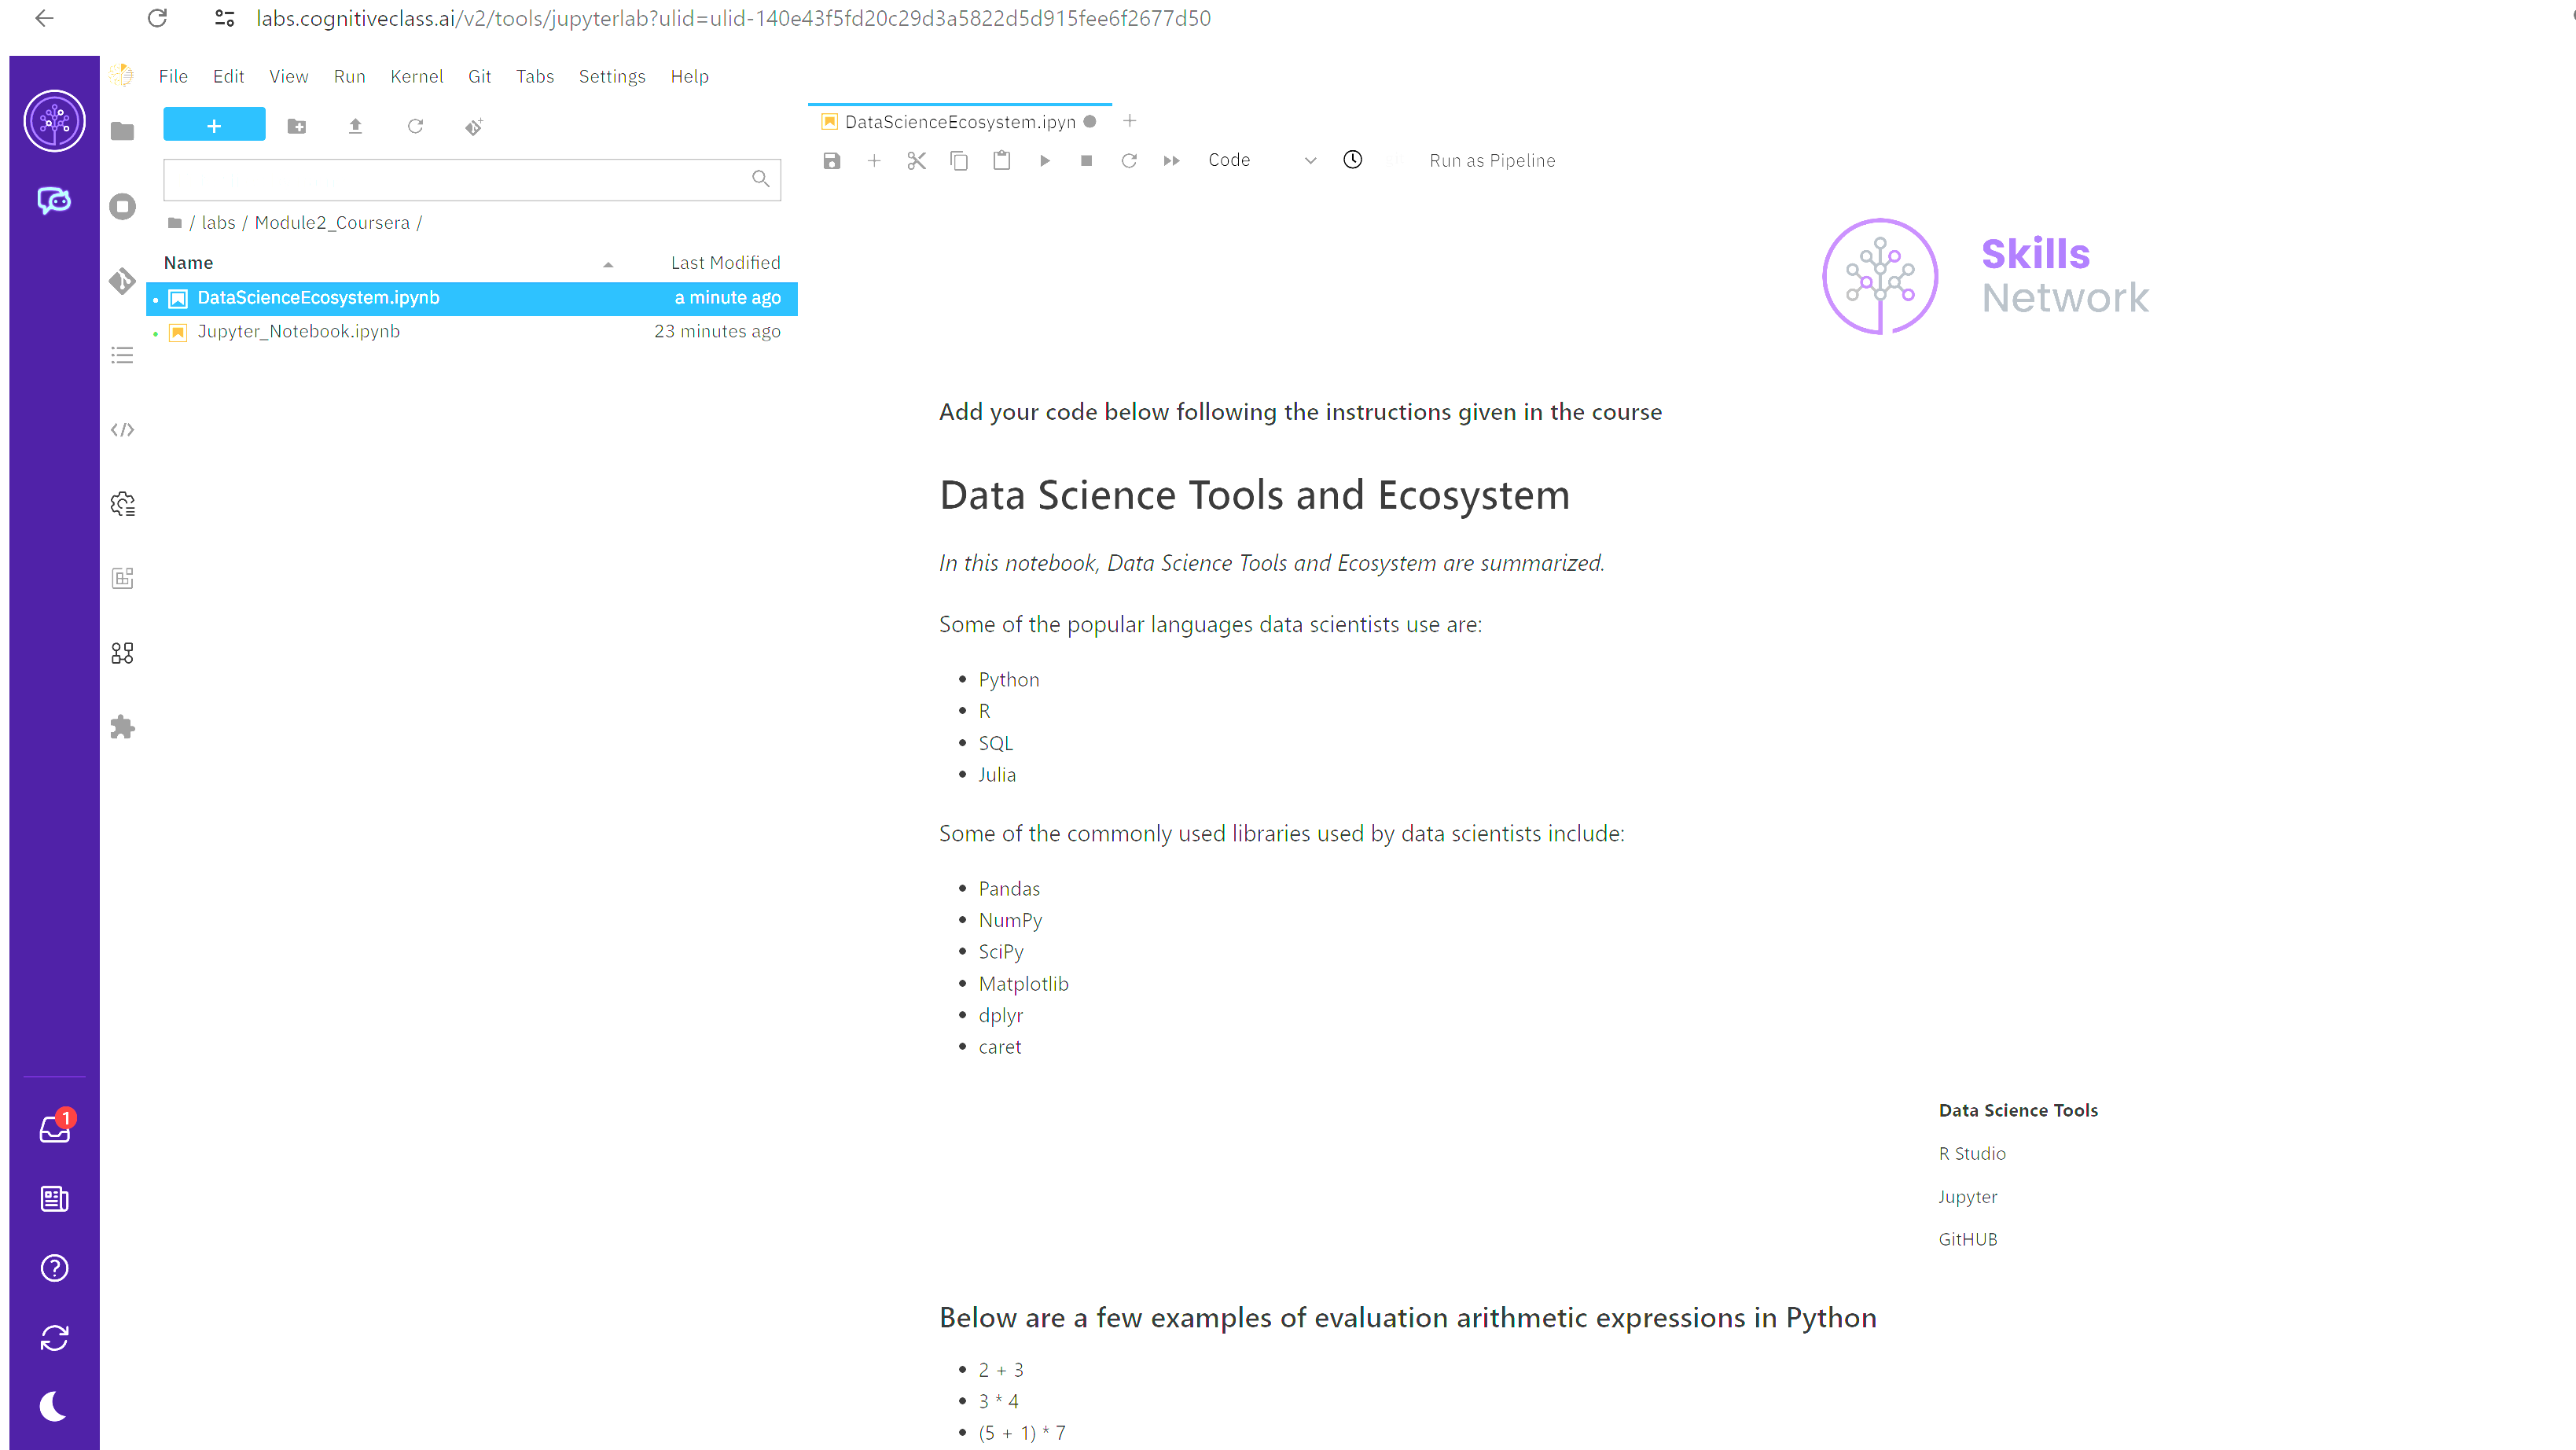 labs.cognitiveclass.ai/v2/tools/jupyterlab?ulid=ulid-140e43f5fd20c29d3a5822d5d915fee6f2677d50
File Edit View Run Kernel Git Tabs Settings Help
DataScienceEcosystem.ipyn
Code
Run as Pipeline
/ labs / Module2_Coursera /
Name Last Modified
DataScienceEcosystem.ipynb a minute ago
Jupyter_Notebook.ipynb 23 minutes ago
Skills
Network
Add your code below following the instructions given in the course
Data Science Tools and Ecosystem
In this notebook, Data Science Tools and Ecosystem are summarized.
Some of the popular languages data scientists use are:
• Python
• R
• SQL
• Julia
Some of the commonly used libraries used by data scientists include:
• Pandas
• NumPy
• SciPy
• Matplotlib
• dplyr
• caret
Data Science Tools
R Studio
Jupyter
GitHUB
Below are a few examples of evaluation arithmetic expressions in Python
• 2 + 3
• 3 * 4
• (5 + 1) * 7
1